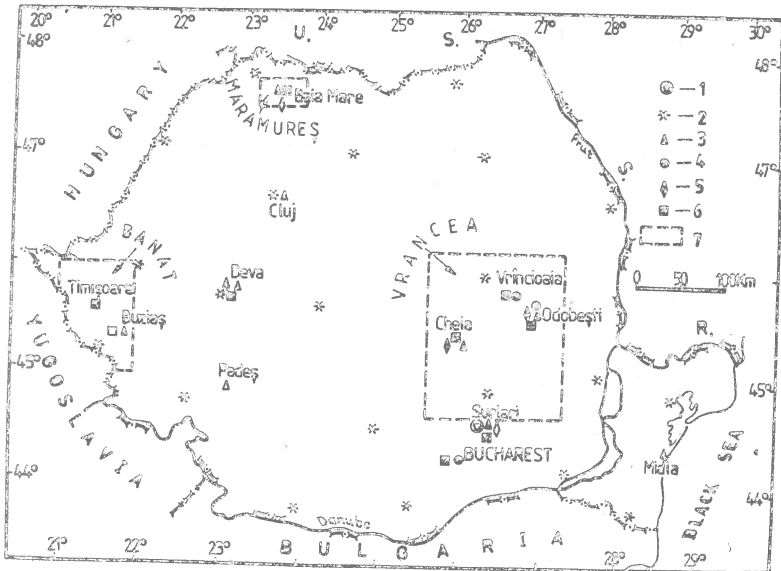 20° 21° 22° 23° 24° 25° 26° 27° 28° 29° 30°
48°
48°
47°
47°
45°
45°
44°
44°
U. S. S. R.
HUNGARY
MARAMUREȘ
Baia Mare
Cluj
BANAT
Timișoara
Buziaș
Deva
Padeș
YUGOSLAVIA
VRANCEA
Vrîncioaia
Odobești
Cheia
Surlari
BUCHAREST
Prut
Midia
BLACK SEA
Danube
BULGARIA
— 1
— 2
— 3
— 4
— 5
— 6
7
0 50 100Km
21° 22° 23° 28° 29°